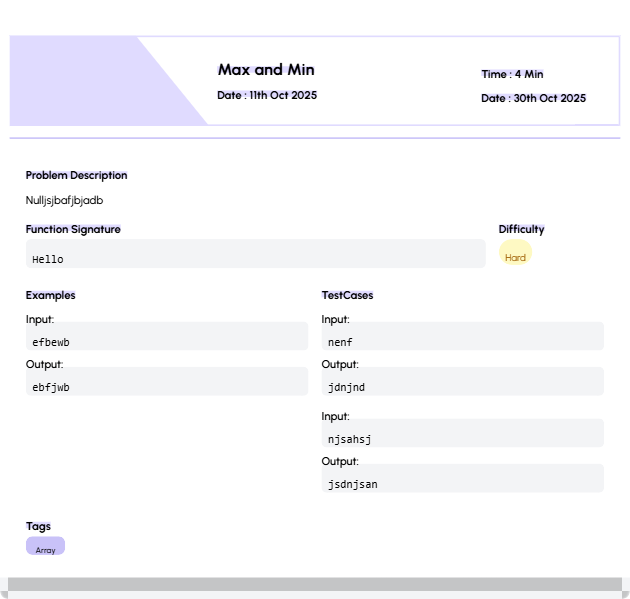 Max and Min
Date : 11th Oct 2025
Time : 4 Min
Date : 30th Oct 2025
Problem Description
Nulljsjbafjbjadb
Function Signature
Hello
Difficulty
Hard
Examples
Input:
efbewb
Output:
ebfjwb
TestCases
Input:
nenf
Output:
jdnjnd
Input:
njsahsj
Output:
jsdnjsan
Tags
Array